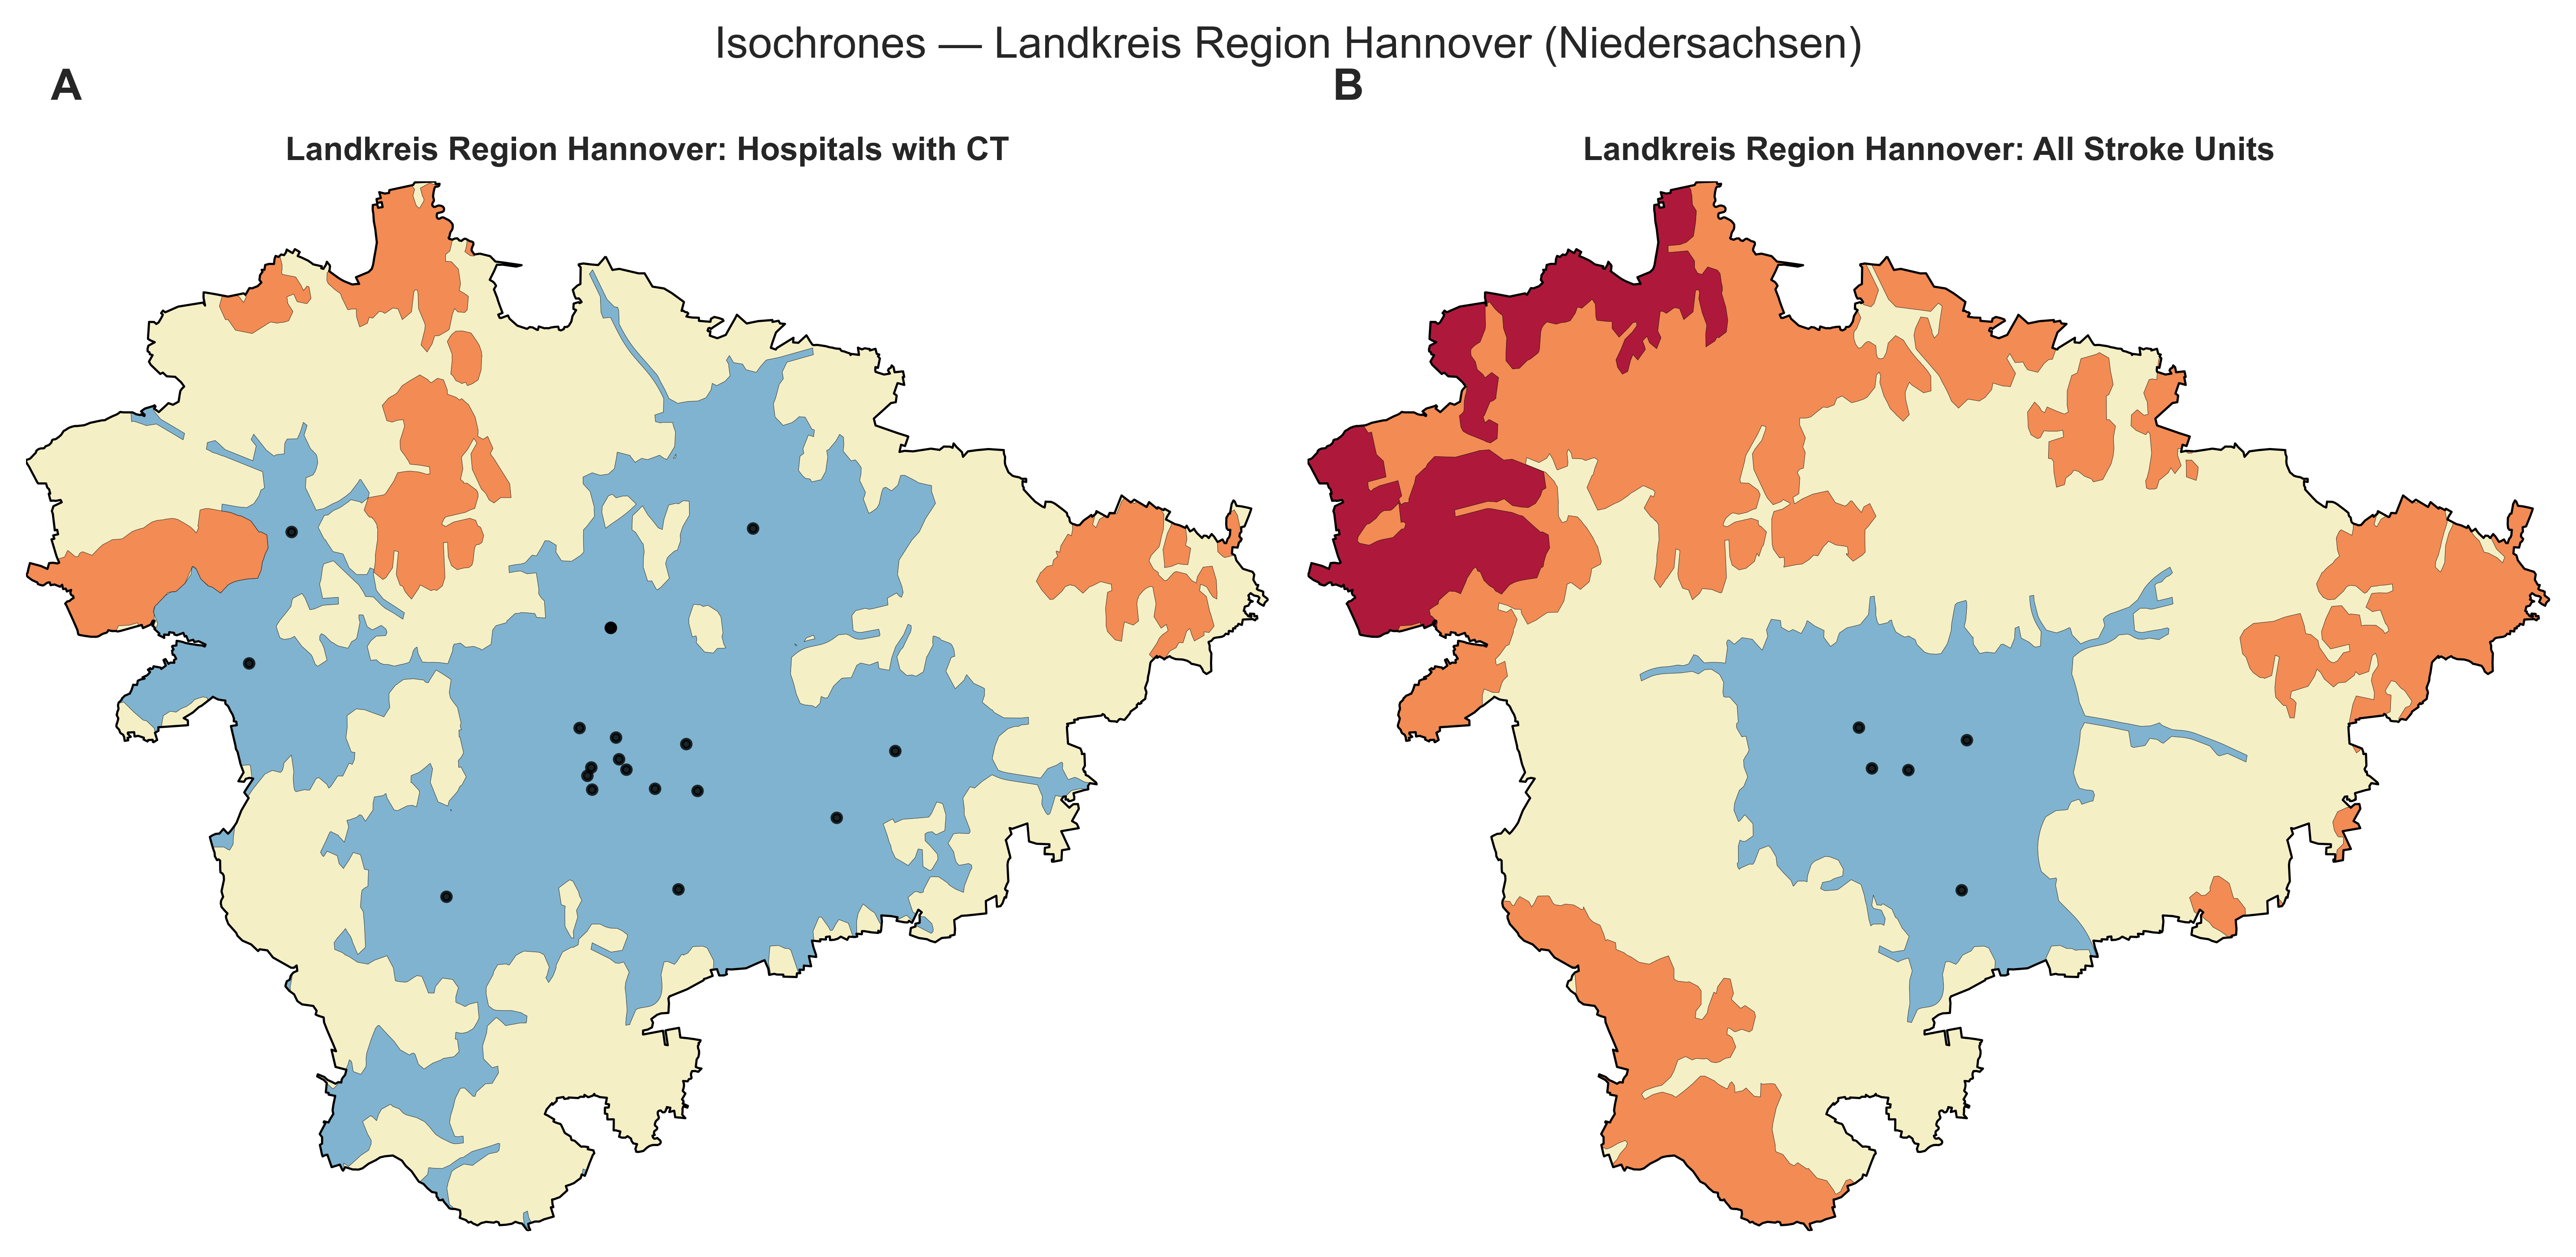 Isochrones — Landkreis Region Hannover (Niedersachsen)
A
B
Landkreis Region Hannover: Hospitals with CT
Landkreis Region Hannover: All Stroke Units